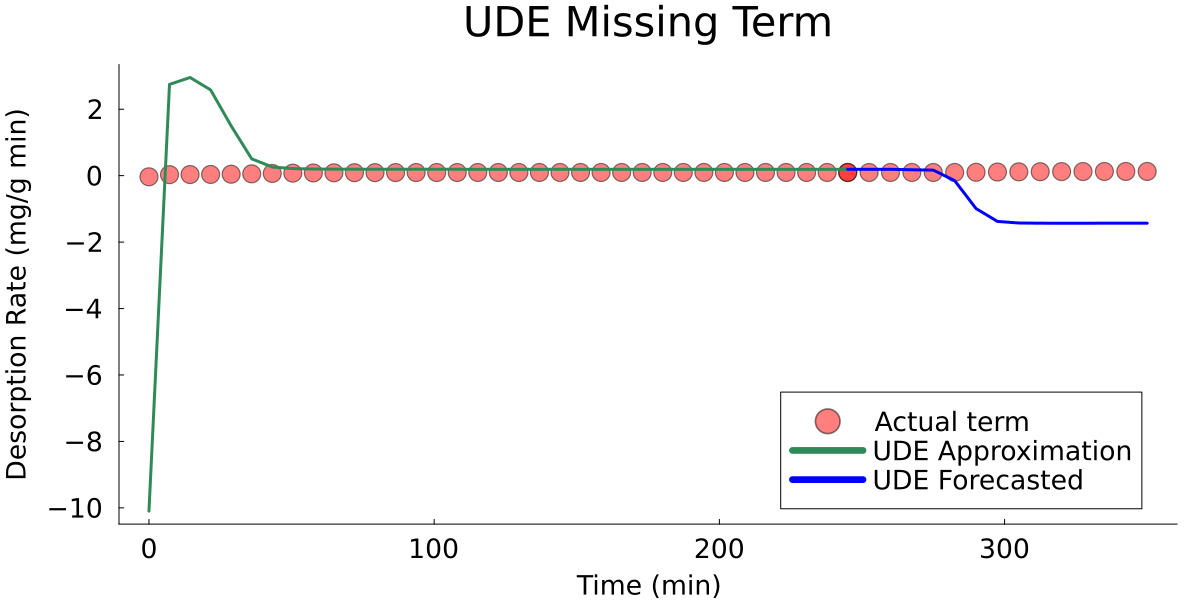 UDE Missing Term
Desorption Rate (mg/g min)
2
0
−2
−4
−6
−8
−10
Actual term
UDE Approximation
UDE Forecasted
0 100 200 300
Time (min)